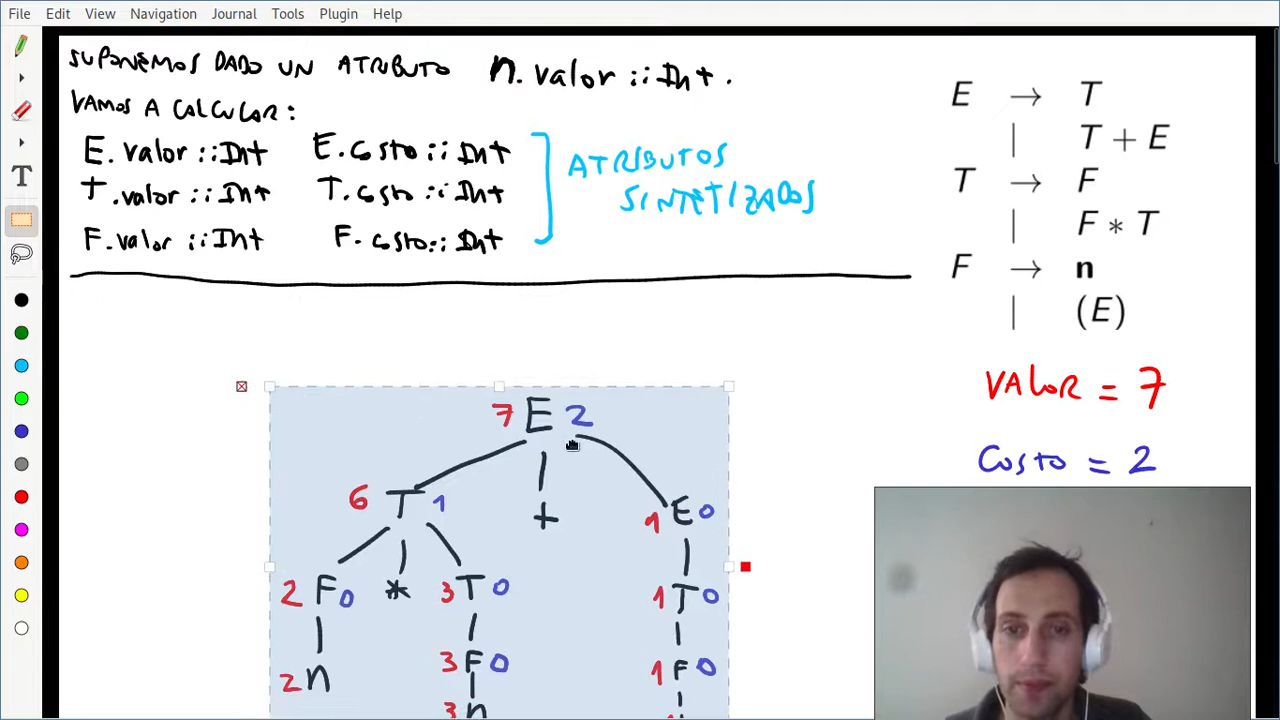 File Edit View Navigation Journal Tools Plugin Help
SUPONEMOS DADO UN ATRIBUTO n.valor :: Int.
VAMOS A CALCULAR:
E.valor :: Int E.costo :: Int
T.valor :: Int T.costo :: Int
F.valor :: Int F.costo :: Int
ATRIBUTOS
SINTETIZADOS
E → T
| T + E
T → F
| F * T
F → n
| (E)
VALOR = 7
COSTO = 2
T
7 E 2
6 T 1 + 1 E 0
2 F 0 * 3 T 0 1 T 0
2 n 3 F 0 1 F 0
3 n